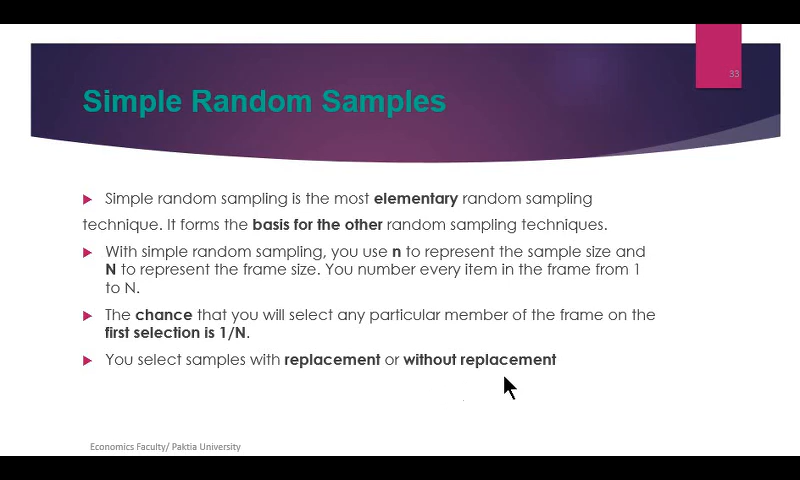 33
Simple Random Samples
Simple random sampling is the most elementary random sampling
technique. It forms the basis for the other random sampling techniques.
With simple random sampling, you use n to represent the sample size and
N to represent the frame size. You number every item in the frame from 1
to N.
The chance that you will select any particular member of the frame on the
first selection is 1/N.
You select samples with replacement or without replacement
Economics Faculty/ Paktia University